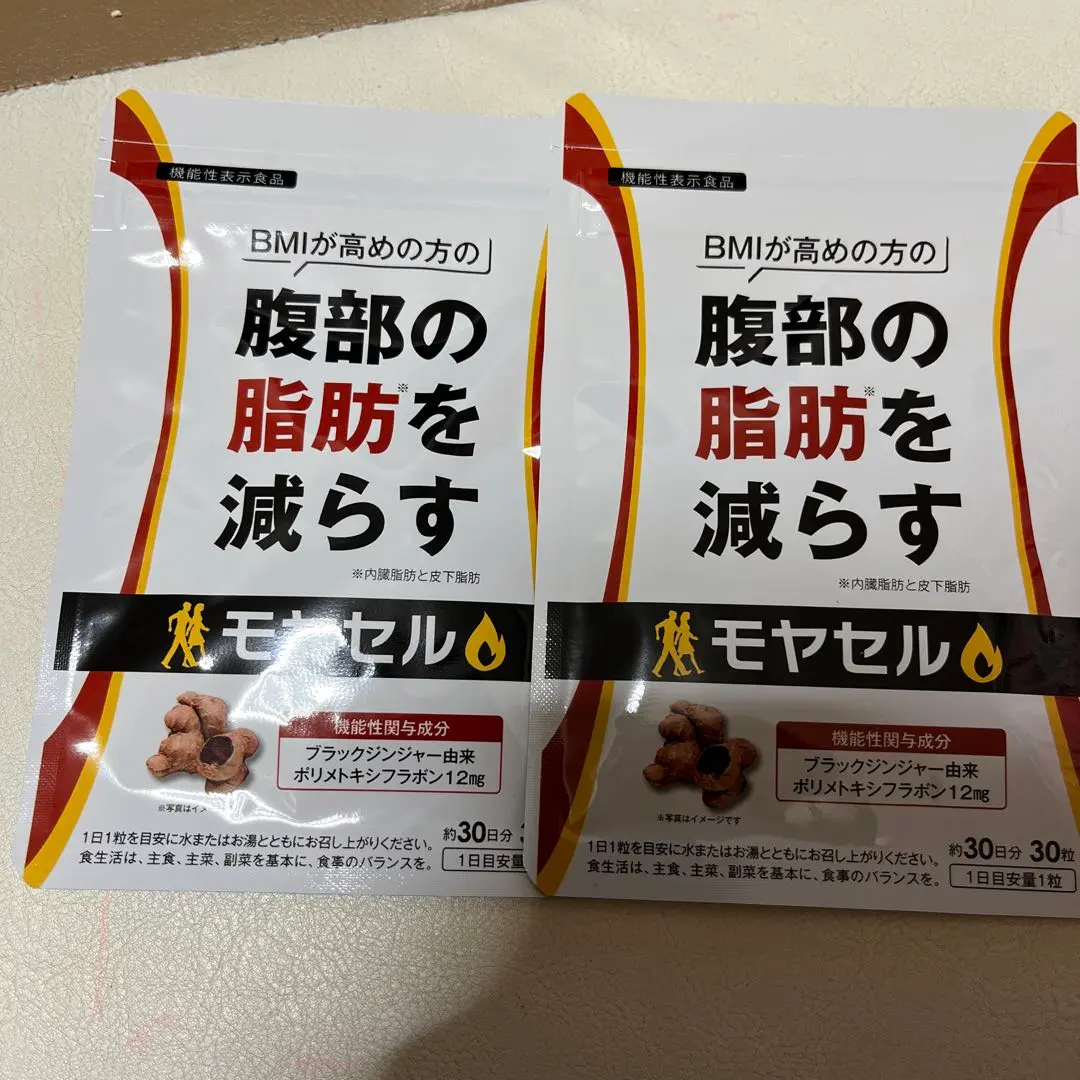 機能性表示食品
BMIが高めの方の
腹部の
脂肪※を
減らす
※内臓脂肪と皮下脂肪
モヤセル
機能性関与成分
ブラックジンジャー由来
ポリメトキシフラボン12mg
※写真はイメ
1日1粒を目安に水またはお湯とともにお召し上がりください。
食生活は、主食、主菜、副菜を基本に、食事のバランスを。
約30日分
1日目安量
機能性表示食品
BMIが高めの方の
腹部の
脂肪※を
減らす
※内臓脂肪と皮下脂肪
モヤセル
機能性関与成分
ブラックジンジャー由来
ポリメトキシフラボン12mg
※写真はイメージです
1日1粒を目安に水またはお湯とともにお召し上がりください。
食生活は、主食、主菜、副菜を基本に、食事のバランスを。
約30日分 30粒
1日目安量1粒